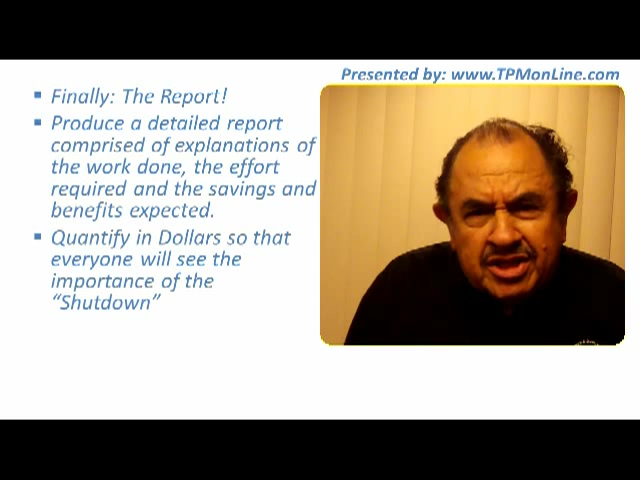 Presented by: www.TPMonLine.com
Finally: The Report!
Produce a detailed report
comprised of explanations of
the work done, the effort
required and the savings and
benefits expected.
Quantify in Dollars so that
everyone will see the
importance of the
“Shutdown”